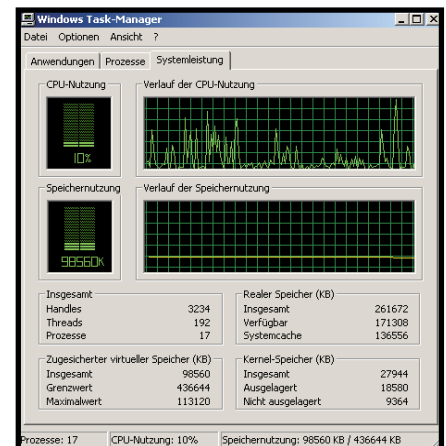 Windows Task-Manager
Datei Optionen Ansicht ?
Anwendungen Prozesse Systemleistung
CPU-Nutzung
10%
Verlauf der CPU-Nutzung
Speichernutzung
98560K
Verlauf der Speichernutzung
Insgesamt
Handles 3234
Threads 192
Prozesse 17
Realer Speicher (KB)
Insgesamt 261672
Verfügbar 171308
Systemcache 136556
Zugesicherter virtueller Speicher (KB)
Insgesamt 98560
Grenzwert 436644
Maximalwert 113120
Kernel-Speicher (KB)
Insgesamt 27944
Ausgelagert 18580
Nicht ausgelagert 9364
Prozesse: 17 CPU-Nutzung: 10% Speichernutzung: 98560 KB / 436644 KB